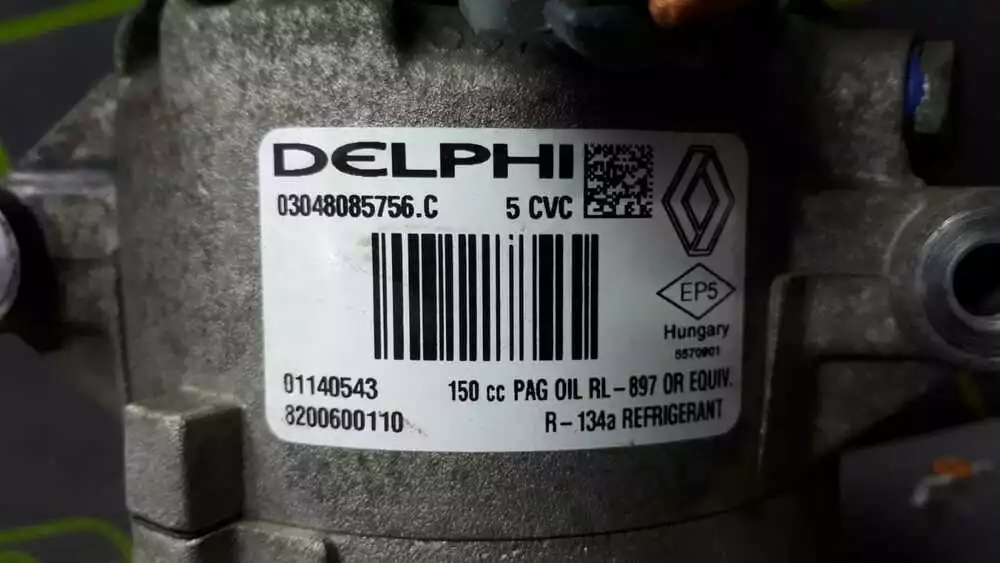 DELPHI
03048085756.C 5 CVC
EP5
Hungary
5570901
01140543 150 cc PAG OIL RL-897 OR EQUIV.
8200600110 R-134a REFRIGERANT